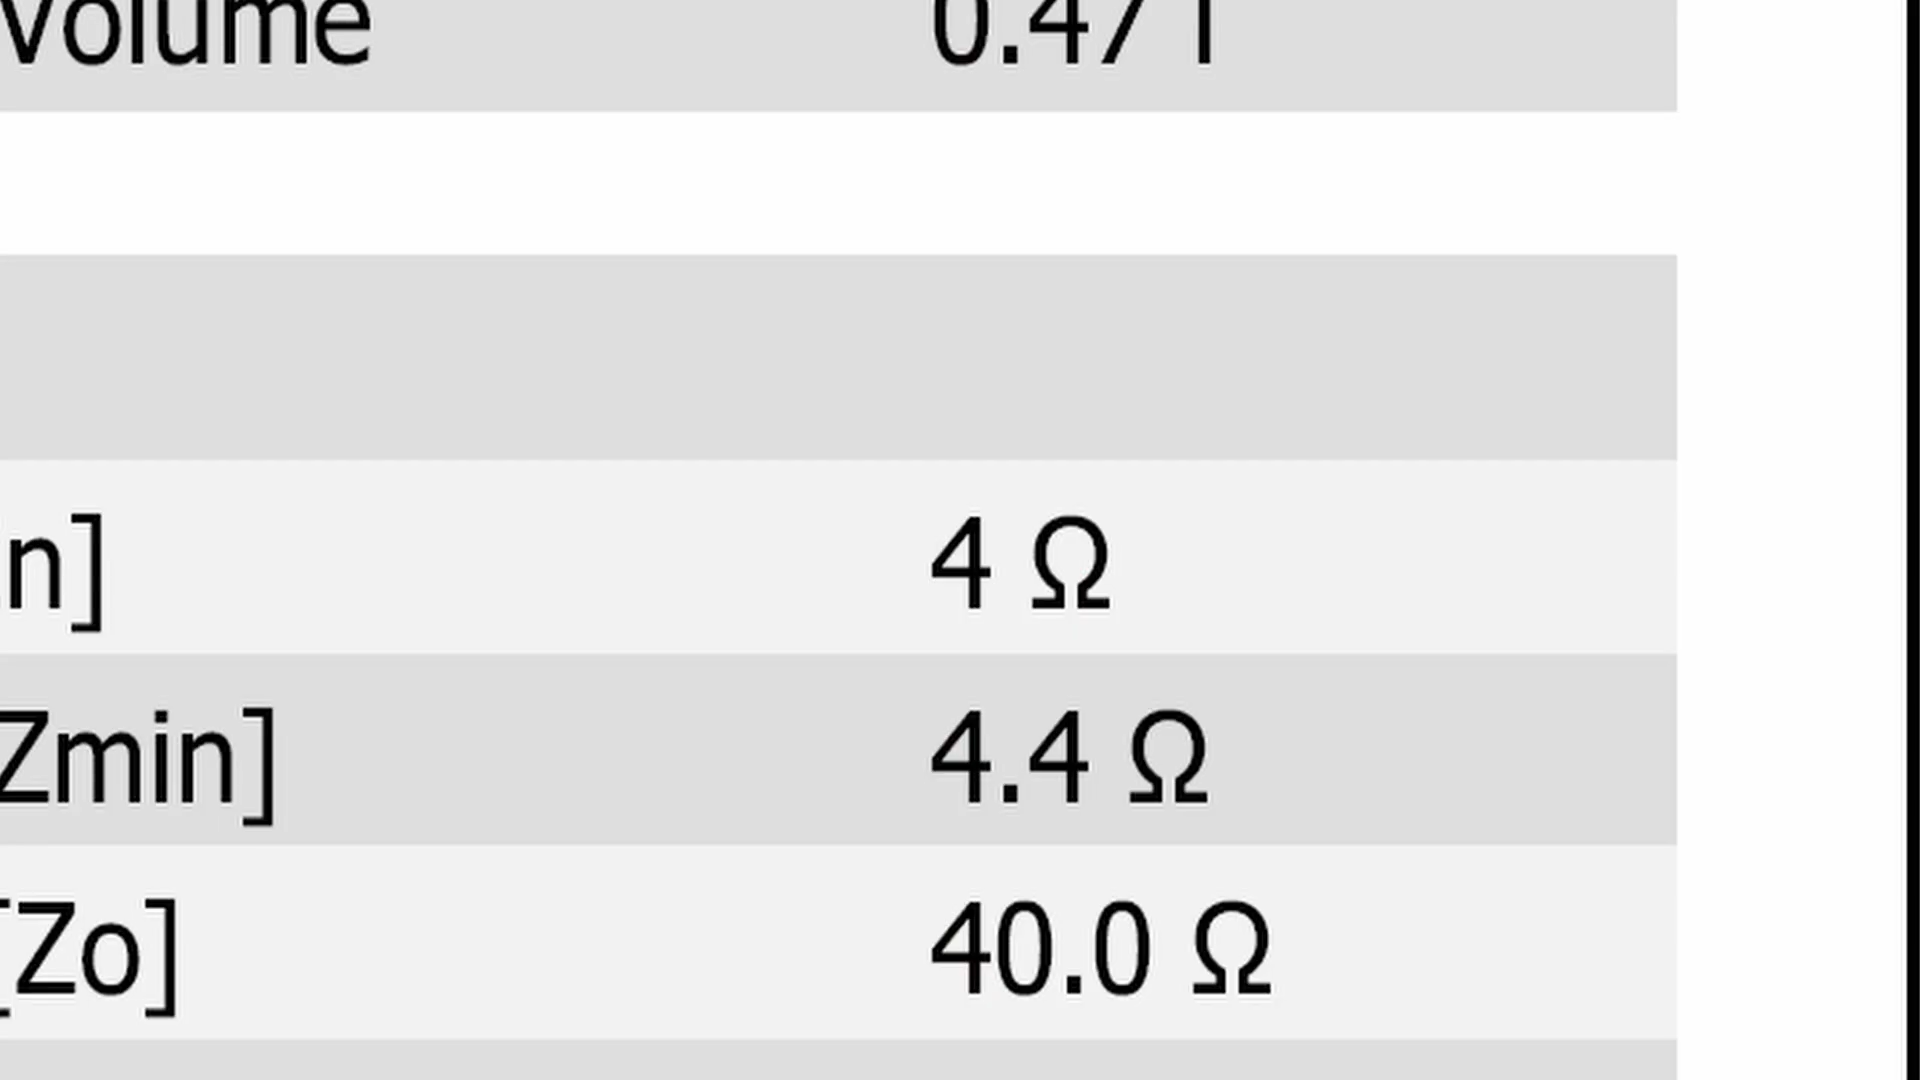 Volume 0.47 l
n] 4 Ω
Zmin] 4.4 Ω
[Zo] 40.0 Ω